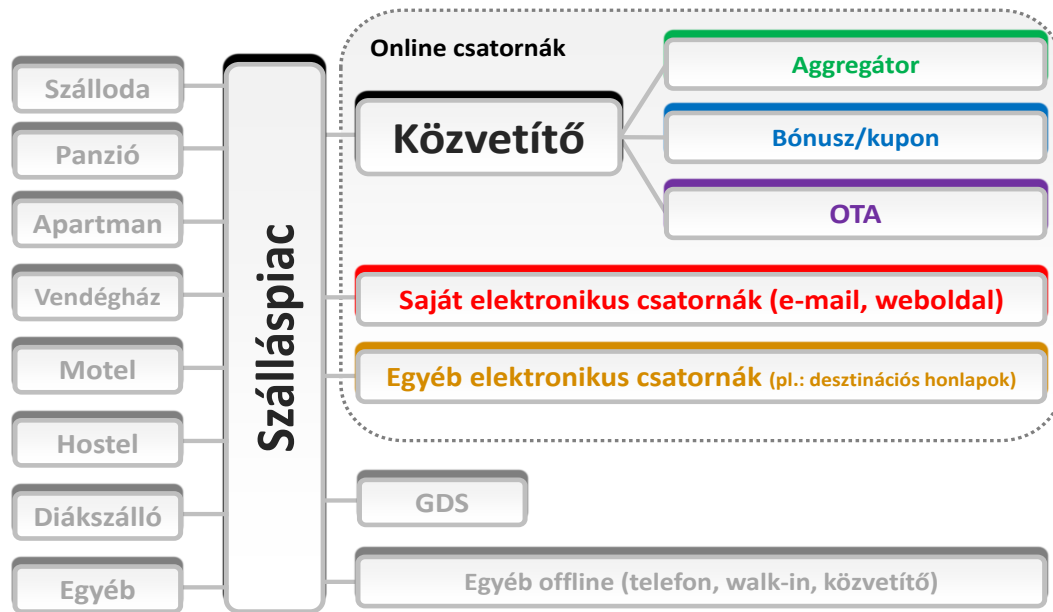 Online csatornák
Szálloda
Panzió
Apartman
Vendégház
Motel
Hostel
Diákszálló
Egyéb
Szálláspiac
Közvetítő
Aggregátor
Bónusz/kupon
OTA
Saját elektronikus csatornák (e-mail, weboldal)
Egyéb elektronikus csatornák (pl.: desztinációs honlapok)
GDS
Egyéb offline (telefon, walk-in, közvetítő)